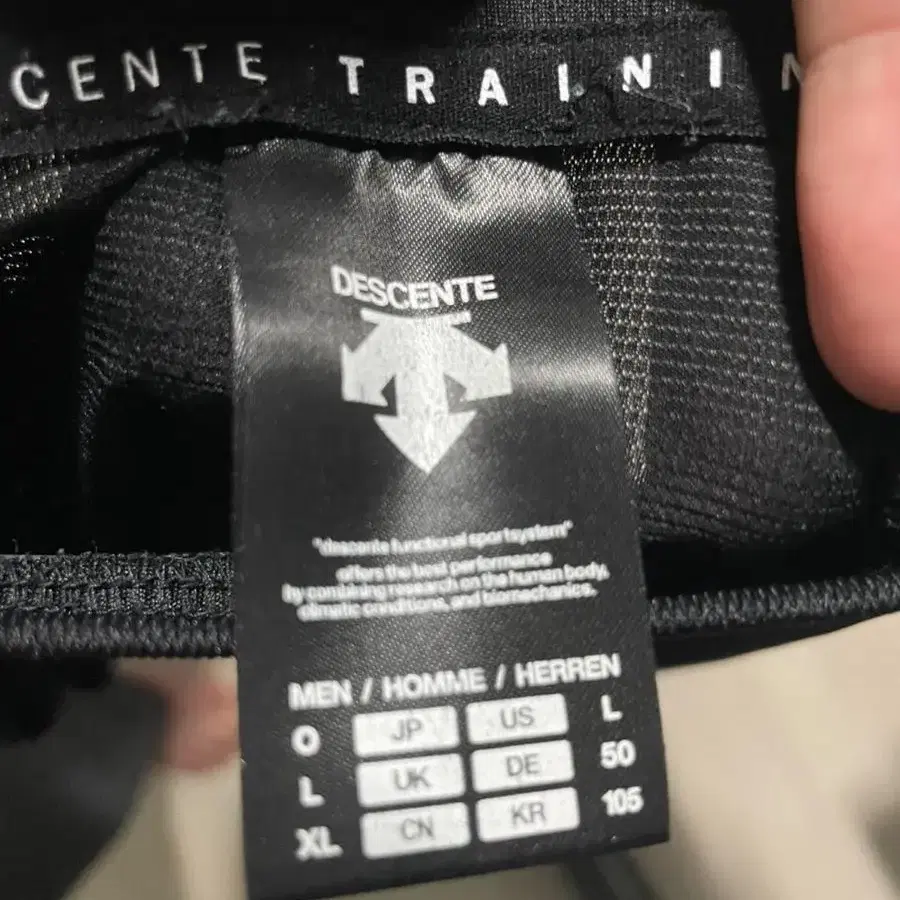 CENTE TRAININ
DESCENTE
"descente functional sportsystem"
offers the best performance
by combining research on the human body,
climatic conditions, and biomechanics.
MEN / HOMME / HERREN
O JP US L
L UK DE 50
XL CN KR 105